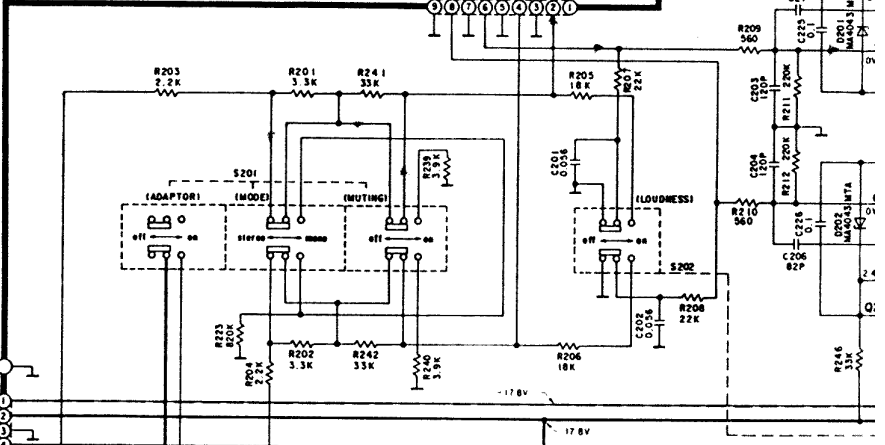 9 8 7 6 5 4 3 2 1
R209
560
C225
0.1
D201
MA4043
R203
2.2K
R201
3.3K
R241
33K
R205
18K
R207
22K
C203
120P
220K
R211
C201
0.056
R239
3.9K
C204
120P
220K
R212
S201
(ADAPTOR)
(MODE)
(MUTING)
(LOUDNESS)
R210
560
C226
0.1
D202
MA4043MTA
off on
stereo mono
off on
off on
S202
C206
82P
2 4
R208
22K
C202
0.056
R223
820K
R204
2.2K
R202
3.3K
R242
33K
R240
3.9K
R206
18K
R246
33K
-17.8V
1
2
-17.8V
3